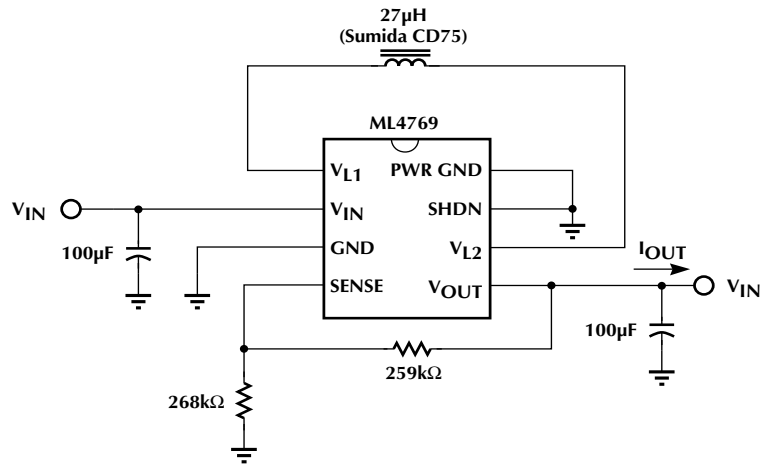 27µH
(Sumida CD75)
ML4769
VL1
PWR GND
VIN
VIN
SHDN
100µF
GND
VL2
IOUT
SENSE
VOUT
VIN
100µF
259kΩ
268kΩ